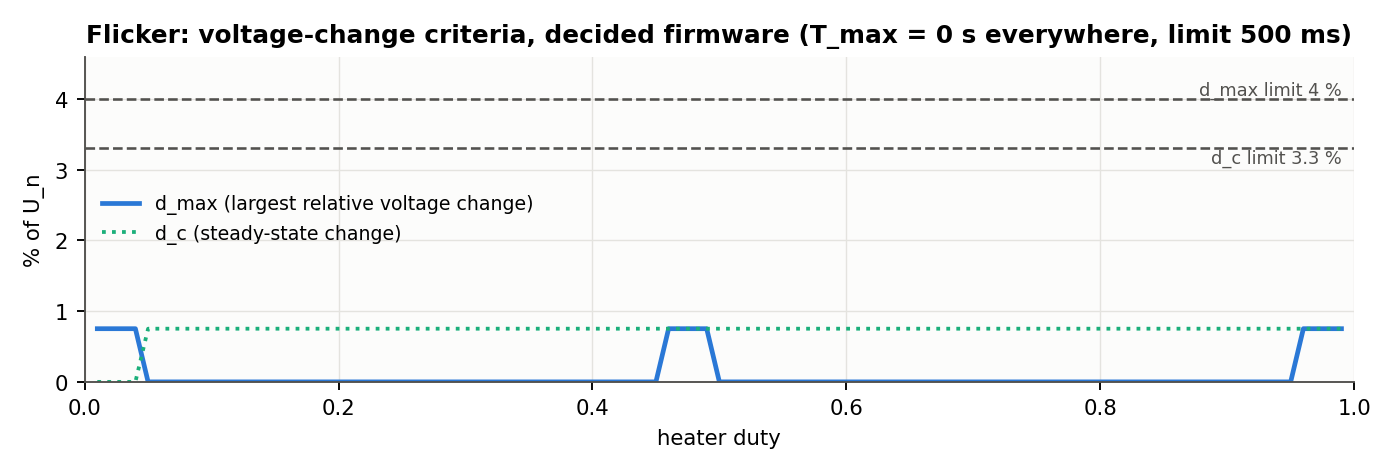 Flicker: voltage-change criteria, decided firmware (T_max = 0 s everywhere, limit 500 ms)
% of U_n
4
3
2
1
0
d_max limit 4 %
d_c limit 3.3 %
d_max (largest relative voltage change)
d_c (steady-state change)
0.0 0.2 0.4 0.6 0.8 1.0
heater duty